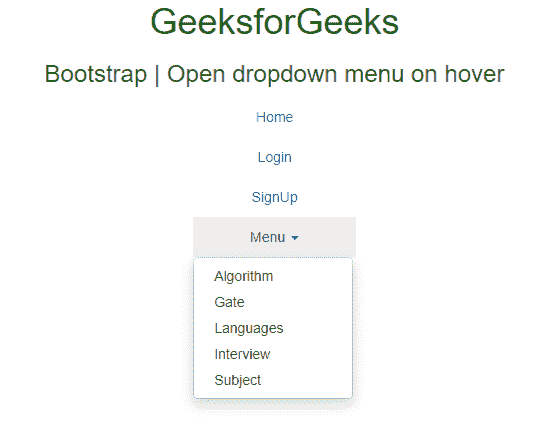 GeeksforGeeks
Bootstrap | Open dropdown menu on hover
Home
Login
SignUp
Menu
Algorithm
Gate
Languages
Interview
Subject